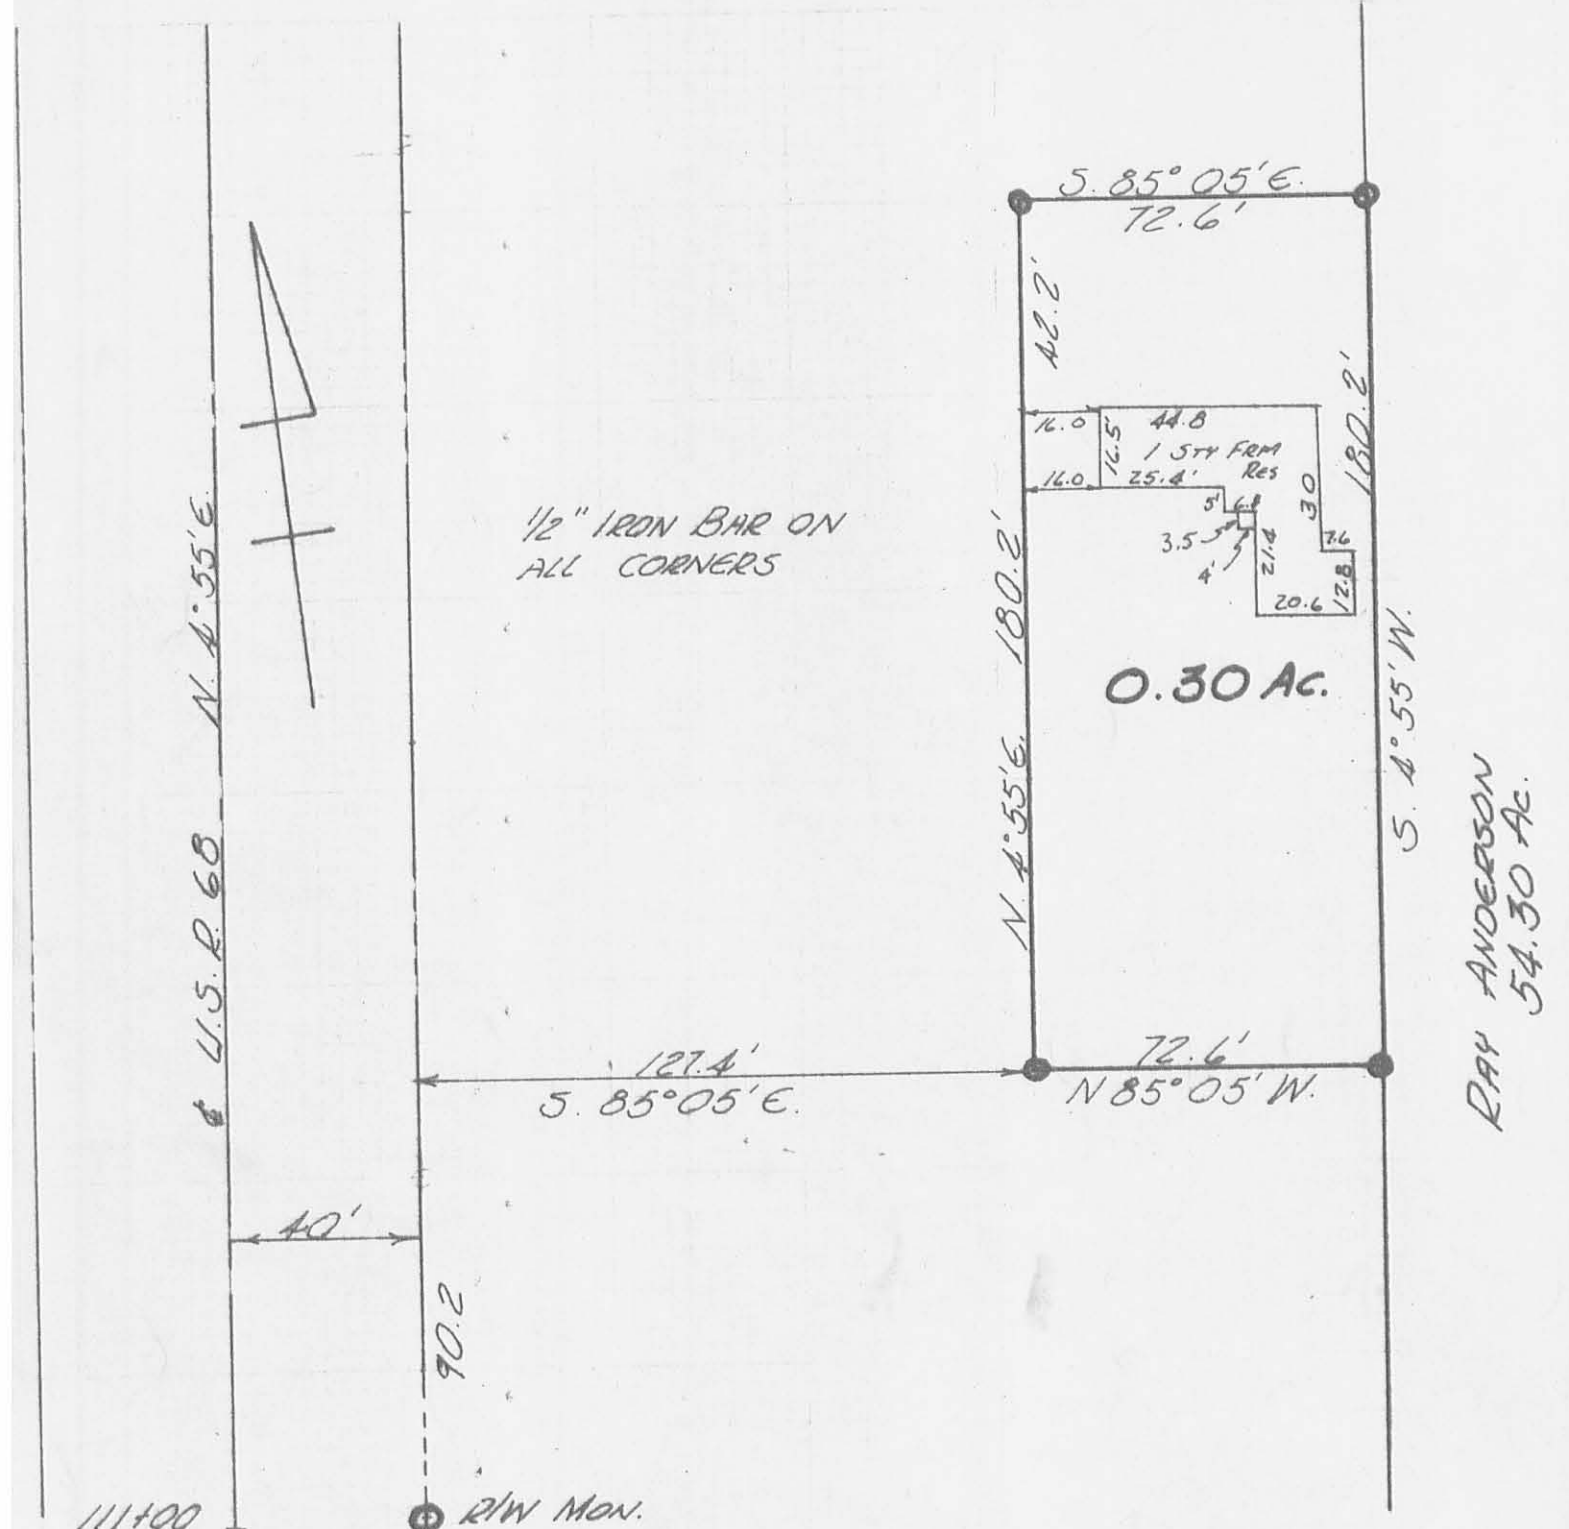 S. 85° 05' E.
72.6'
42.2'
180.2'
16.0
16.5'
44.8
1 STY FRM
RES
16.0
25.4'
30
5'
6.8
3.5
4'
21.4
7.6
12.8
20.6
½" IRON BAR ON
ALL CORNERS
N. 4° 55' E.
180.2'
0.30 AC.
N. 4° 55' E.
S. 4° 55' W.
U.S.R. 68
RAY ANDERSON
54.30 AC.
127.4'
S. 85° 05' E.
72.6'
N 85° 05' W.
40'
90.2
111+00
R/W MON.